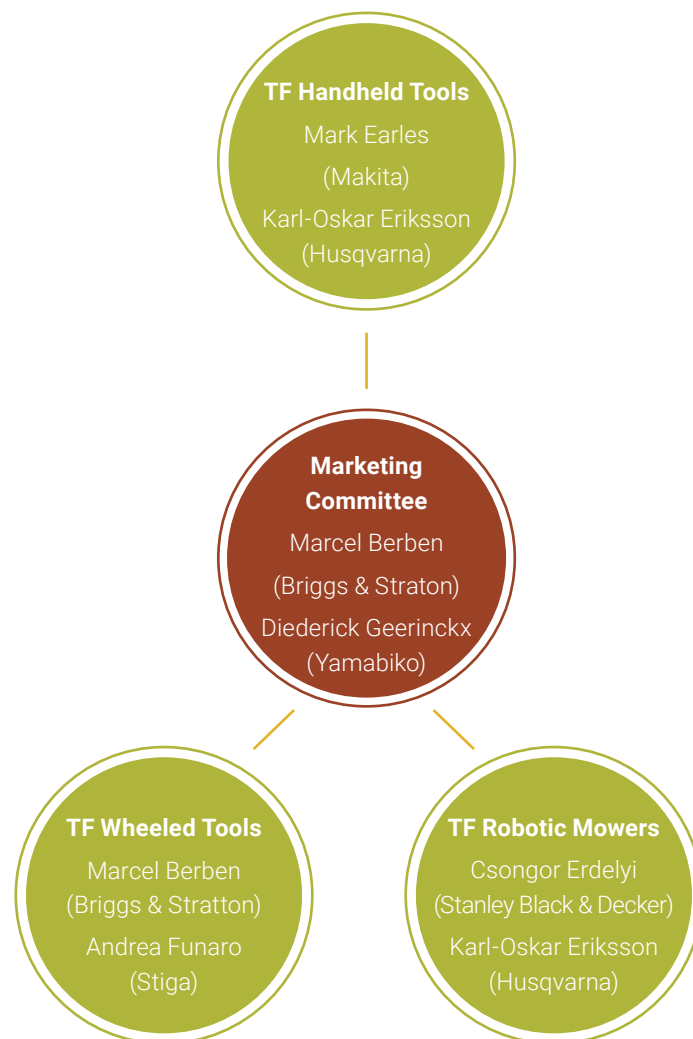 TF Handheld Tools
Mark Earles
(Makita)
Karl-Oskar Eriksson
(Husqvarna)
Marketing
Committee
Marcel Berben
(Briggs & Straton)
Diederick Geerinckx
(Yamabiko)
TF Wheeled Tools
Marcel Berben
(Briggs & Stratton)
Andrea Funaro
(Stiga)
TF Robotic Mowers
Csongor Erdelyi
(Stanley Black & Decker)
Karl-Oskar Eriksson
(Husqvarna)